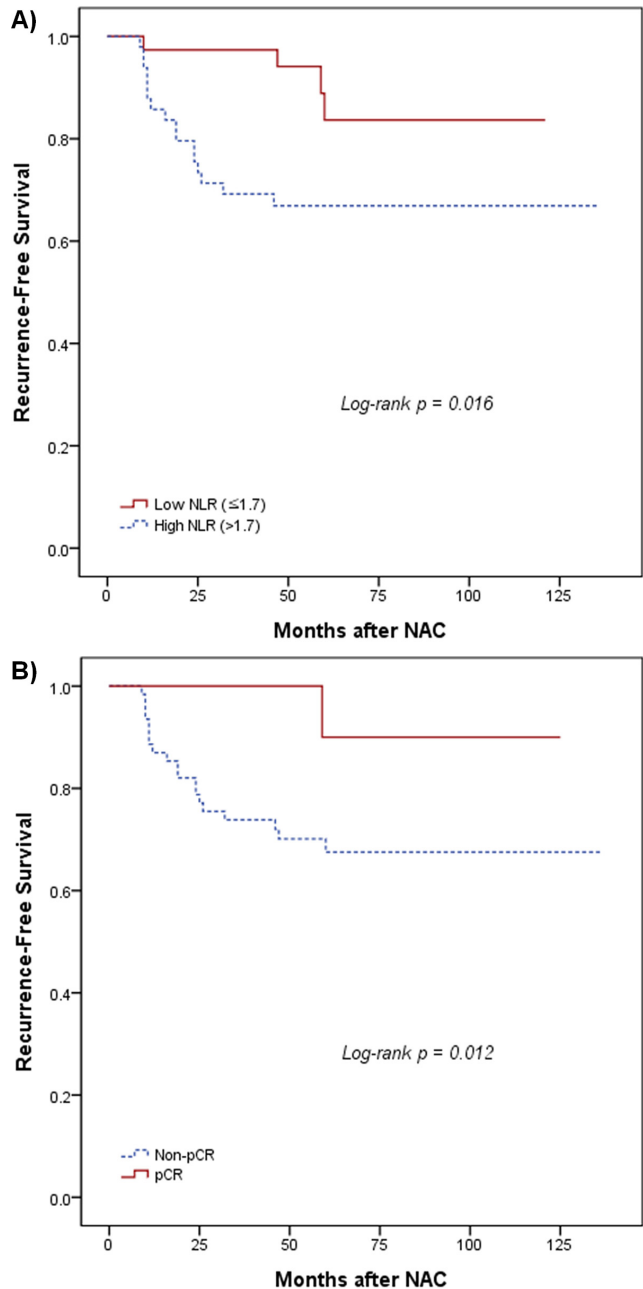 A)
Recurrence-Free Survival
1.0
0.8
0.6
0.4
0.2
0.0
Log-rank p = 0.016
Low NLR (≤1.7)
High NLR (>1.7)
0 25 50 75 100 125
Months after NAC
B)
Recurrence-Free Survival
1.0
0.8
0.6
0.4
0.2
0.0
Log-rank p = 0.012
Non-pCR
pCR
0 25 50 75 100 125
Months after NAC